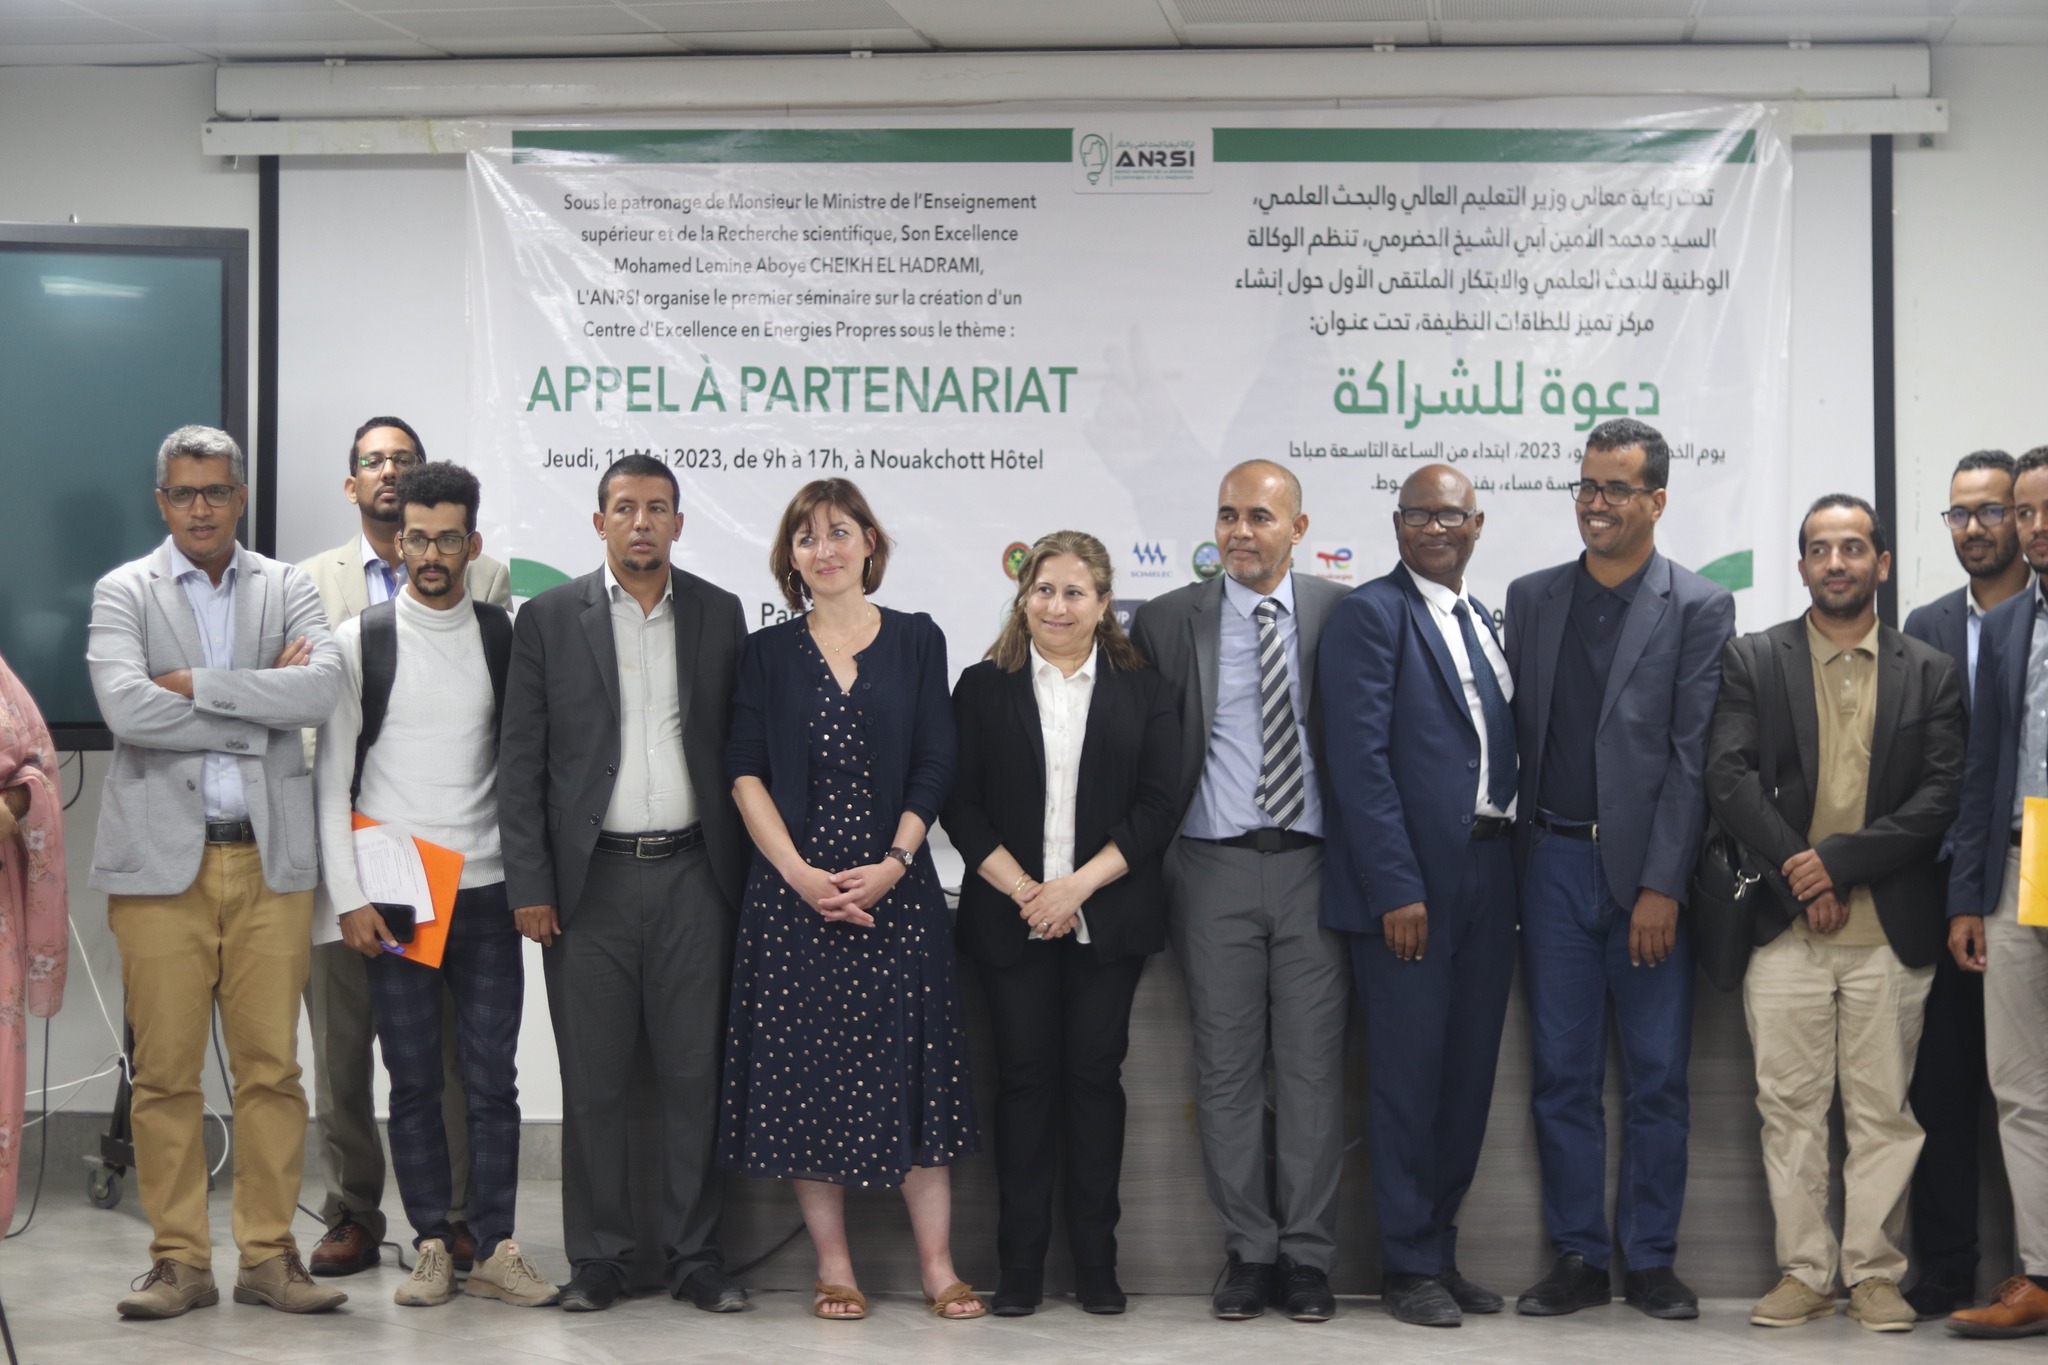 ANRSI
Sous le patronage de Monsieur le Ministre de l'Enseignement
supérieur et de la Recherche scientifique, Son Excellence
Mohamed Lemine Aboye CHEIKH EL HADRAMI,
L'ANRSI organise le premier séminaire sur la création d'un
Centre d'Excellence en Energies Propres sous le thème :
APPEL À PARTENARIAT
Jeudi, 11 Mai 2023, de 9h à 17h, à Nouakchott Hôtel
تحت رعاية معالي وزير التعليم العالي والبحث العلمي،
السيد محمد الأمين آبي الشيخ الحضرمي، تنظم الوكالة
الوطنية للبحث العلمي والابتكار الملتقى الأول حول إنشاء
مركز تميز للطاقات النظيفة، تحت عنوان:
دعوة للشراكة
يوم 2023، ابتداء من الساعة التاسعة صباحا
مساء،
SOMELEC
TotalEnergies